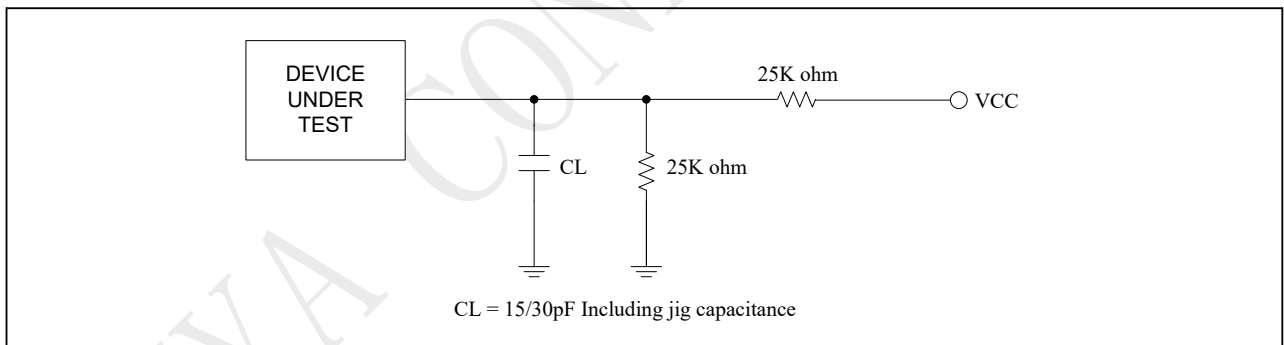 DEVICE
UNDER
TEST
25K ohm
VCC
CL
25K ohm
CL = 15/30pF Including jig capacitance